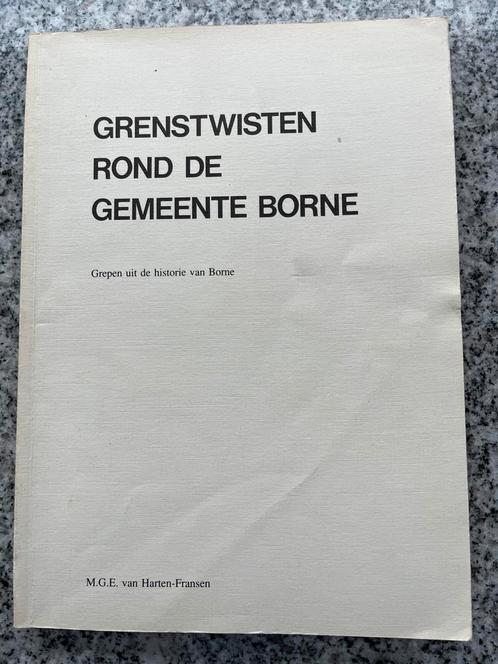 GRENSTWISTEN
ROND DE
GEMEENTE BORNE
Grepen uit de historie van Borne
M.G.E. van Harten-Fransen